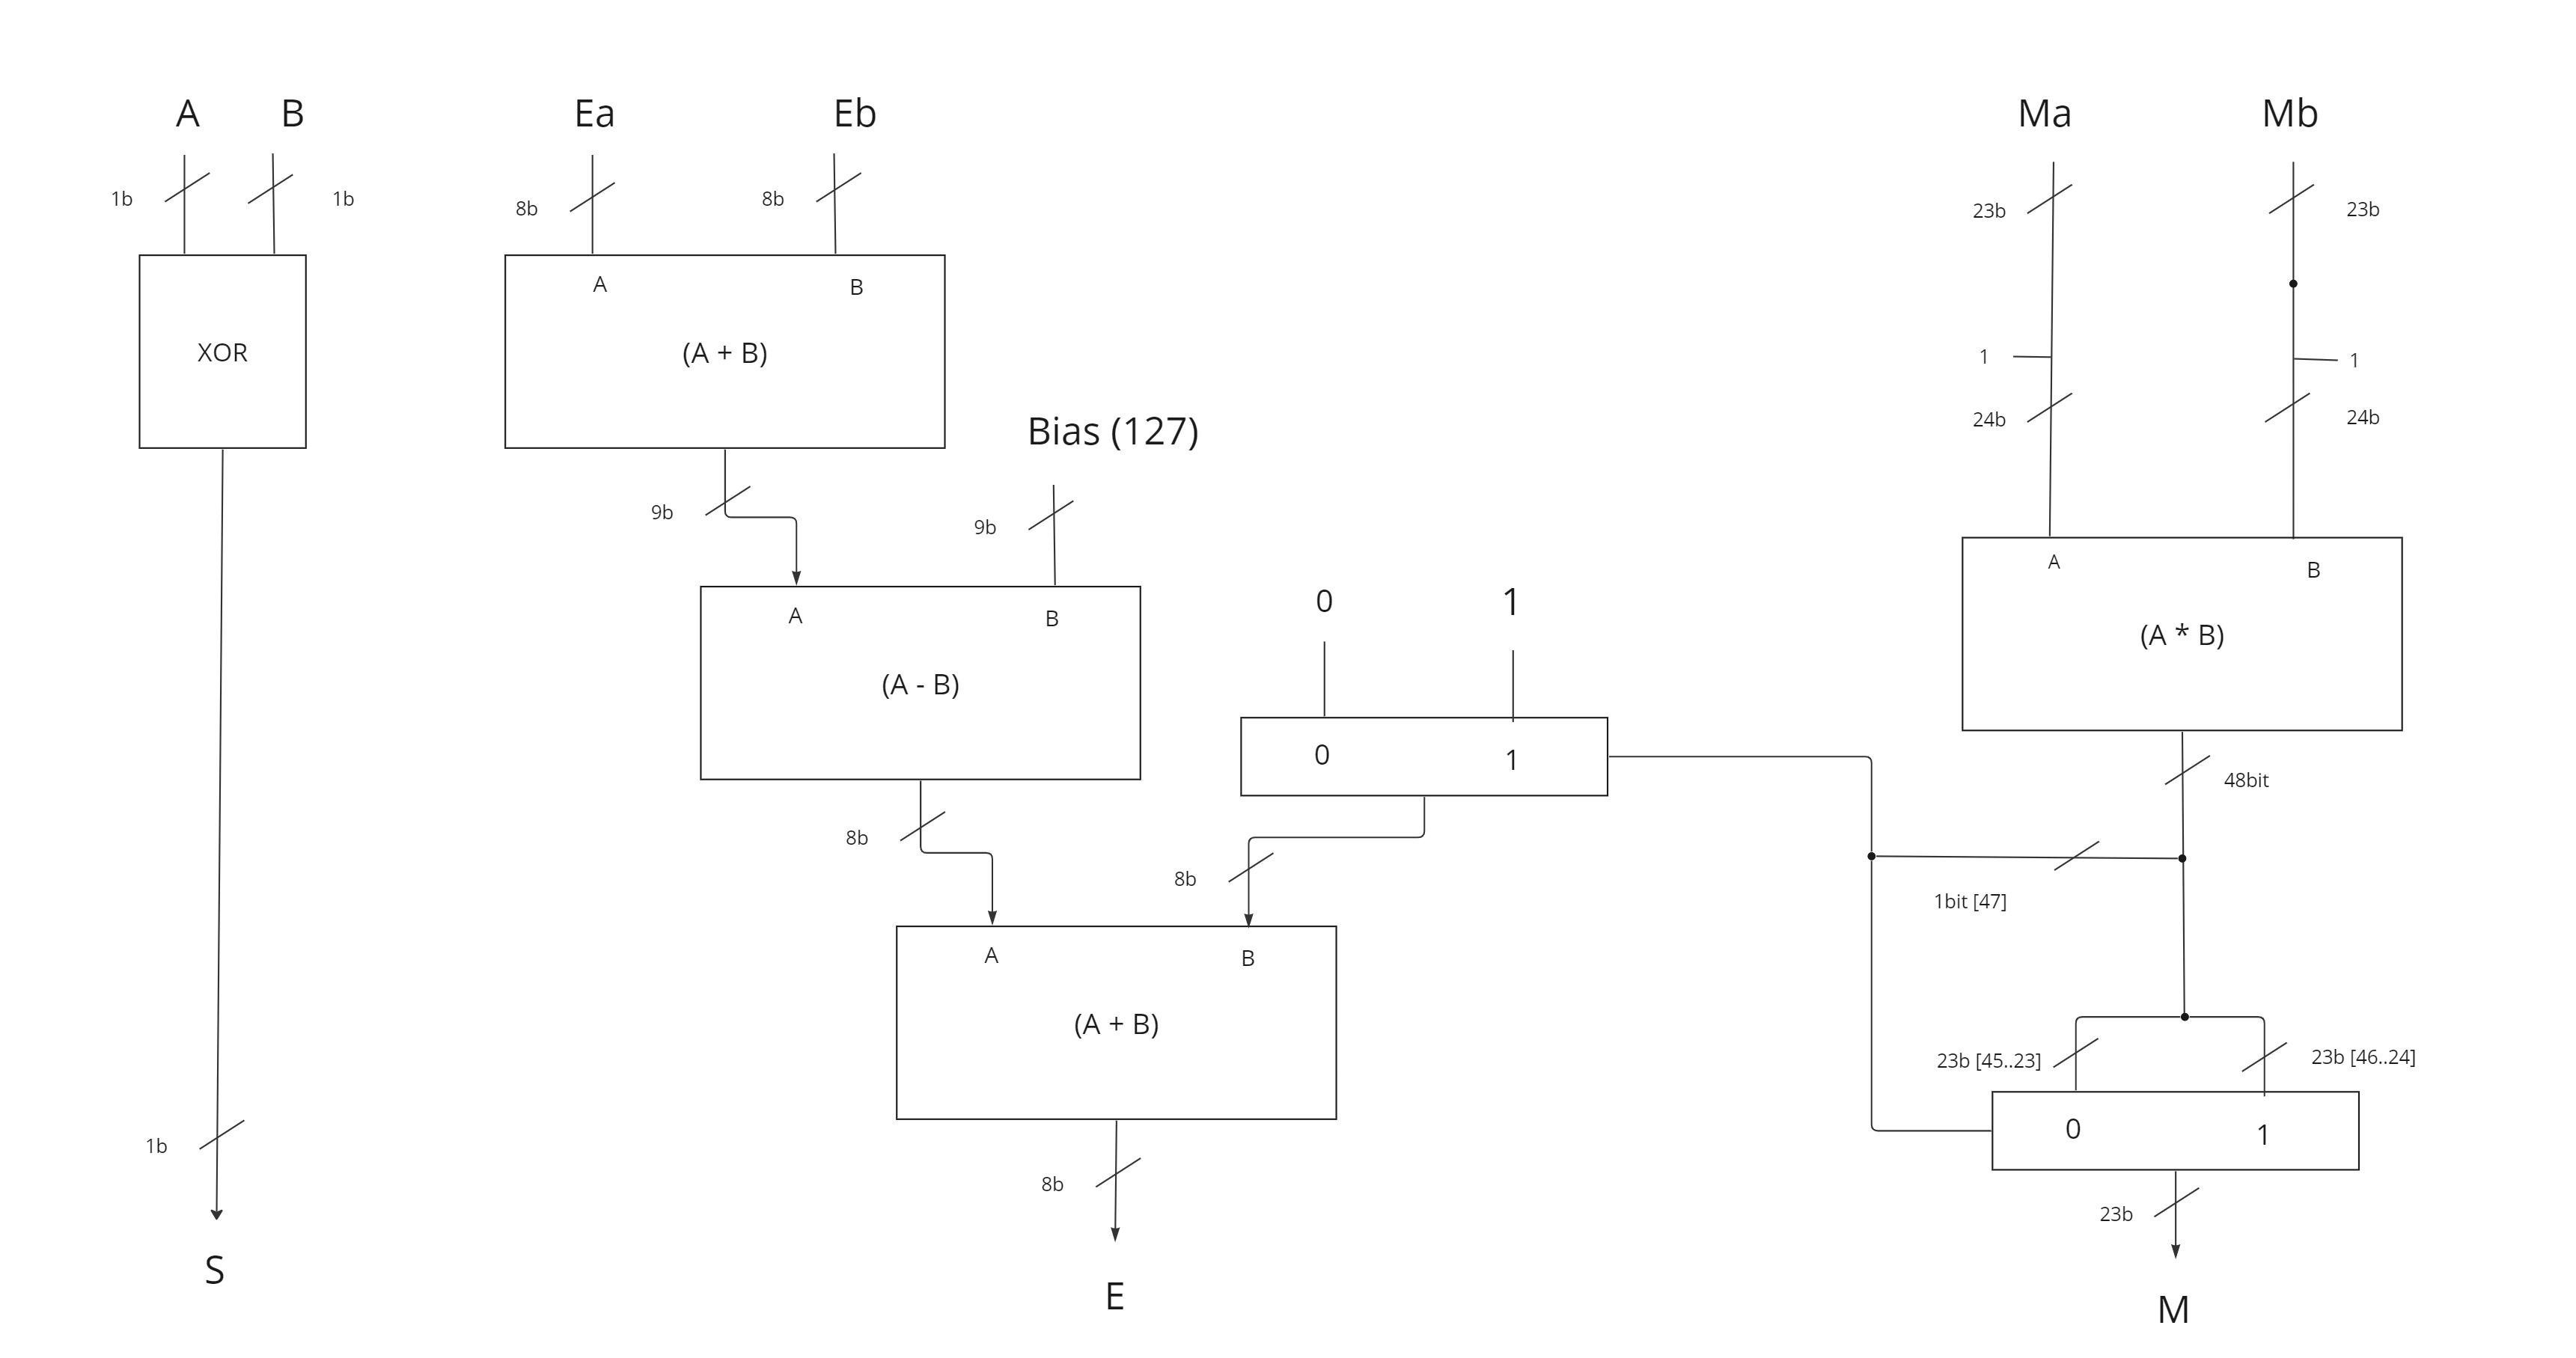 A B Ea Eb Ma Mb
1b 1b 8b 8b 23b 23b
A B
XOR (A + B)
1 1
24b 24b
Bias (127)
9b 9b
A B
(A - B)
0 1
0 1
A B
(A * B)
48bit
8b 8b
1bit [47]
A B
(A + B)
23b [45..23] 23b [46..24]
0 1
1b 8b 23b
S E M